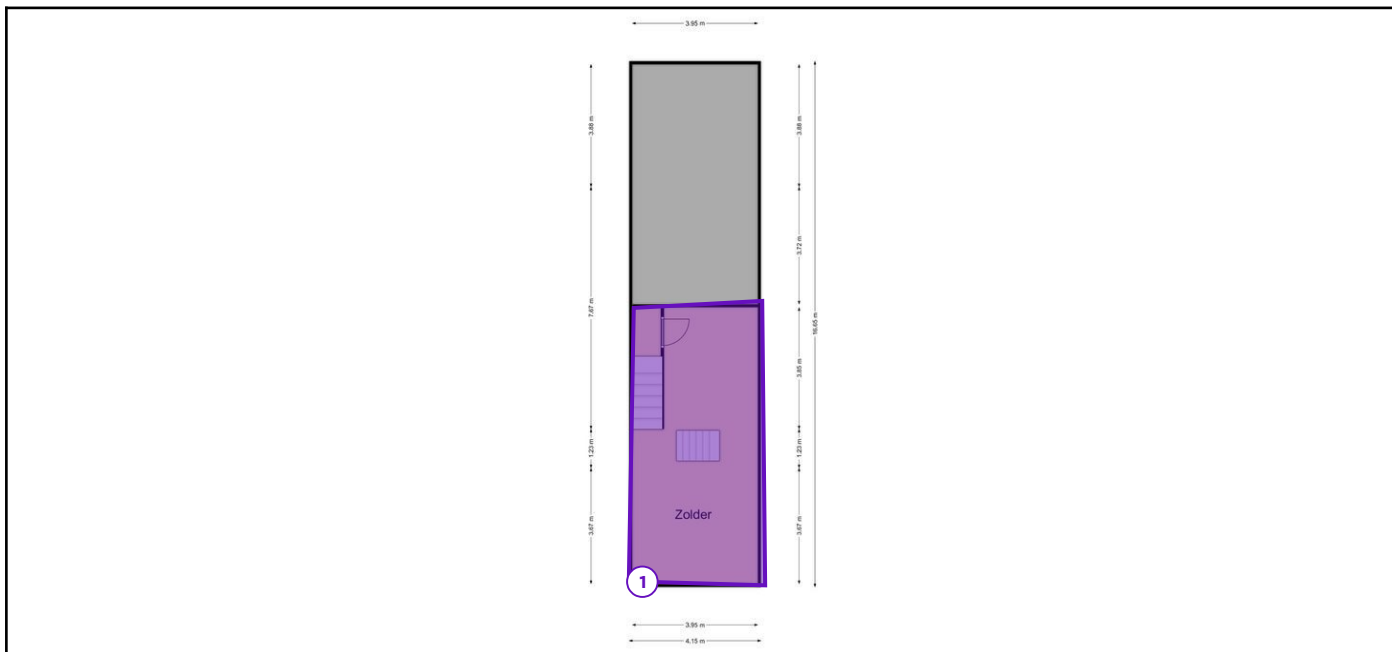 3.95 m
3.88 m
3.88 m
3.72 m
7.67 m
16.65 m
3.85 m
1.23 m
1.23 m
Zolder
3.67 m
3.67 m
1
3.95 m
4.15 m